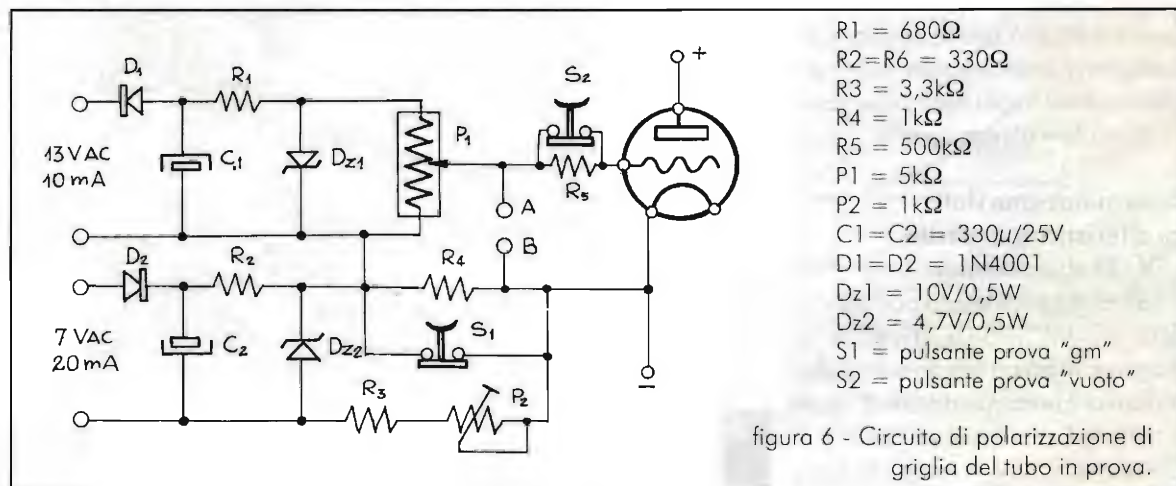 D1
R1
13 VAC
10 mA
C1
Dz1
P1
S2
R5
A
B
+
D2
R2
7 VAC
20 mA
C2
Dz2
R4
S1
R3
P2
−
R1 = 680Ω
R2=R6 = 330Ω
R3 = 3,3kΩ
R4 = 1kΩ
R5 = 500kΩ
P1 = 5kΩ
P2 = 1kΩ
C1=C2 = 330µ/25V
D1=D2 = 1N4001
Dz1 = 10V/0,5W
Dz2 = 4,7V/0,5W
S1 = pulsante prova "gm"
S2 = pulsante prova "vuoto"
figura 6 - Circuito di polarizzazione di
griglia del tubo in prova.